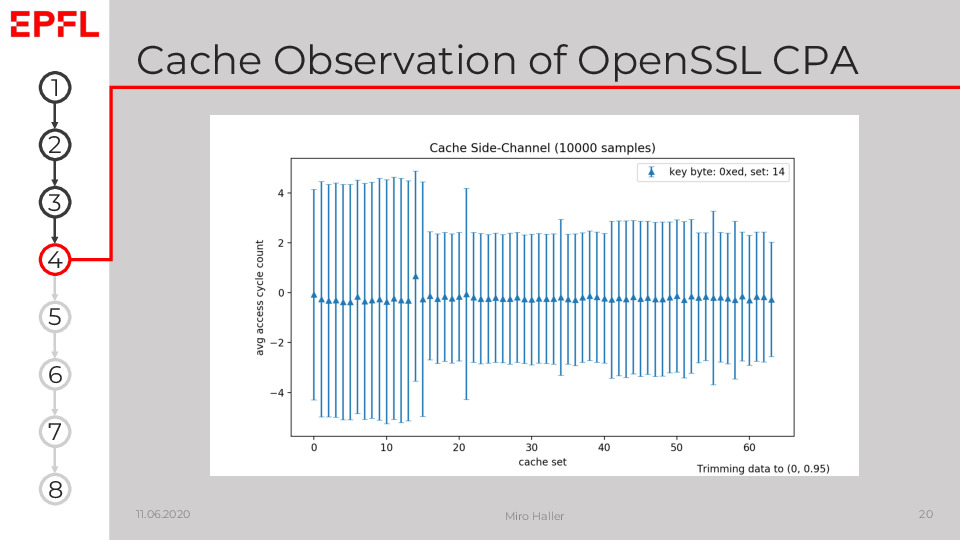 EPFL
Cache Observation of OpenSSL CPA
1
2
3
4
5
6
7
8
Cache Side-Channel (10000 samples)
key byte: 0xed, set: 14
avg access cycle count
4
2
0
−2
−4
0 10 20 30 40 50 60
cache set
Trimming data to (0, 0.95)
11.06.2020 Miro Haller 20